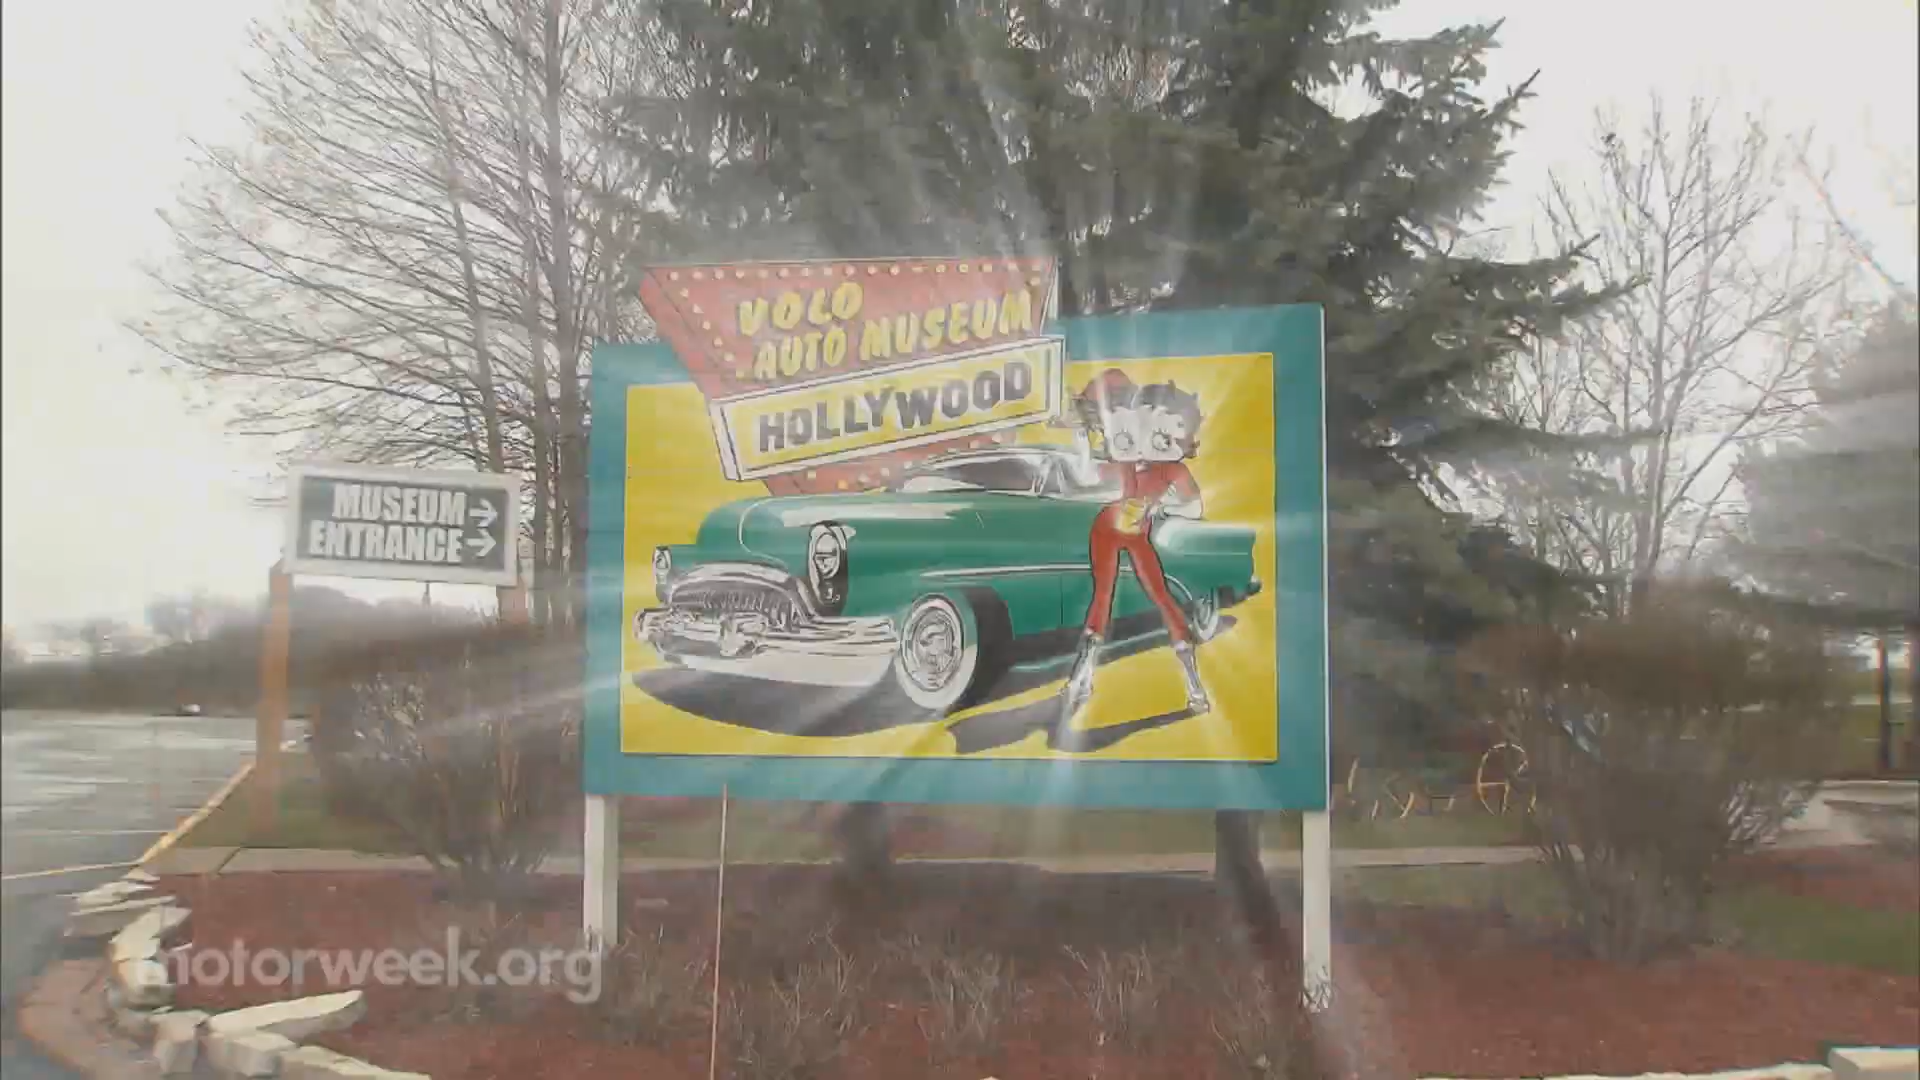 VOLO
AUTO MUSEUM
HOLLYWOOD
MUSEUM →
ENTRANCE →
motorweek.org